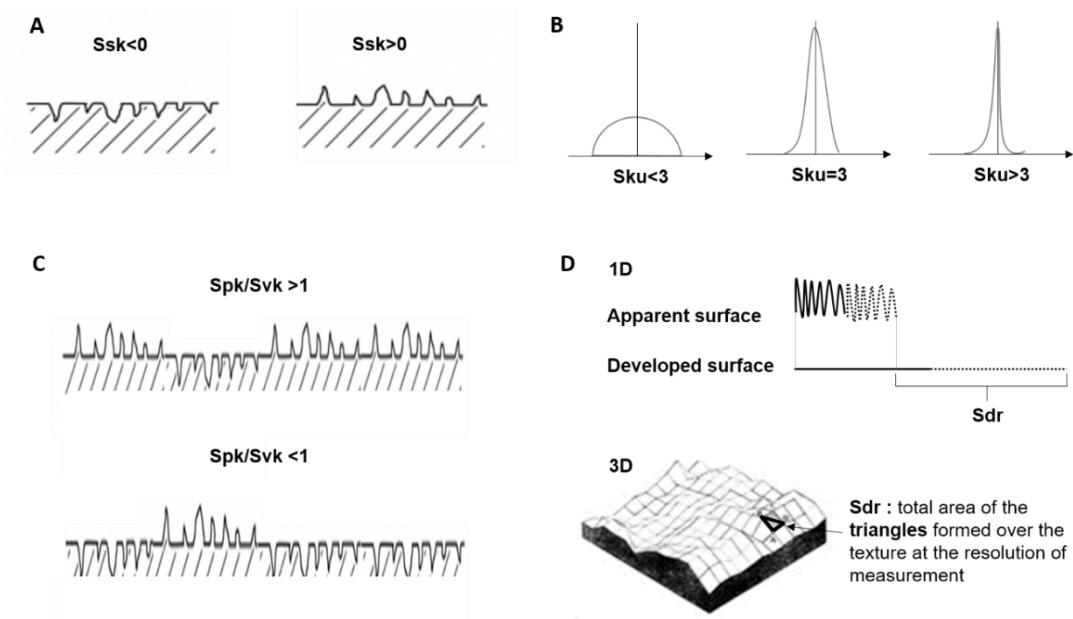 A
Ssk<0
Ssk>0
B
Sku<3
Sku=3
Sku>3
C
Spk/Svk >1
Spk/Svk <1
D
1D
Apparent surface
Developed surface
Sdr
3D
Sdr : total area of the
triangles formed over the
texture at the resolution of
measurement